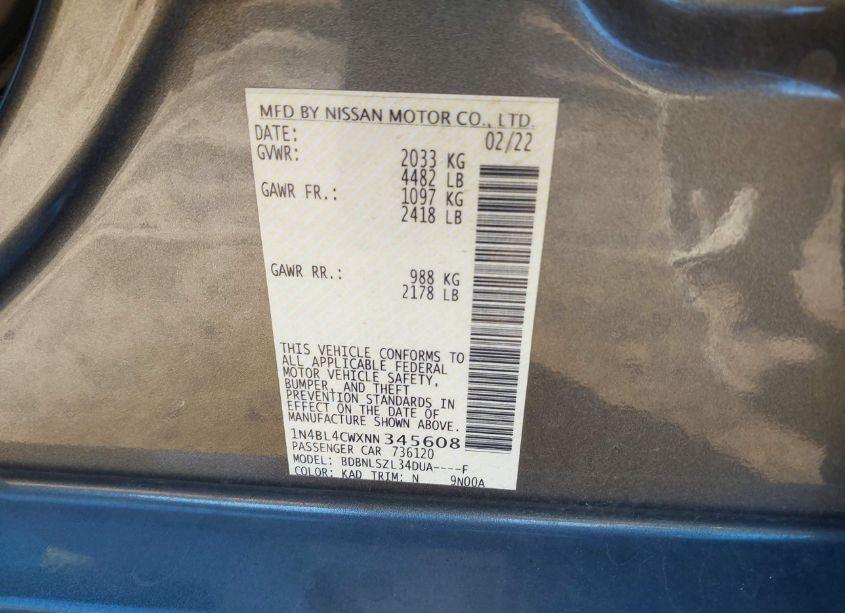 MFD BY NISSAN MOTOR CO., LTD.
DATE: 02/22
GVWR: 2033 KG
4482 LB
GAWR FR.: 1097 KG
2418 LB
GAWR RR.: 988 KG
2178 LB
THIS VEHICLE CONFORMS TO
ALL APPLICABLE FEDERAL
MOTOR VEHICLE SAFETY,
BUMPER, AND THEFT
PREVENTION STANDARDS IN
EFFECT ON THE DATE OF
MANUFACTURE SHOWN ABOVE.
1N4BL4CWXNN345608
PASSENGER CAR 736120
MODEL: BDBNLSZL34DUA----F
COLOR: KAD TRIM: N 9N00A